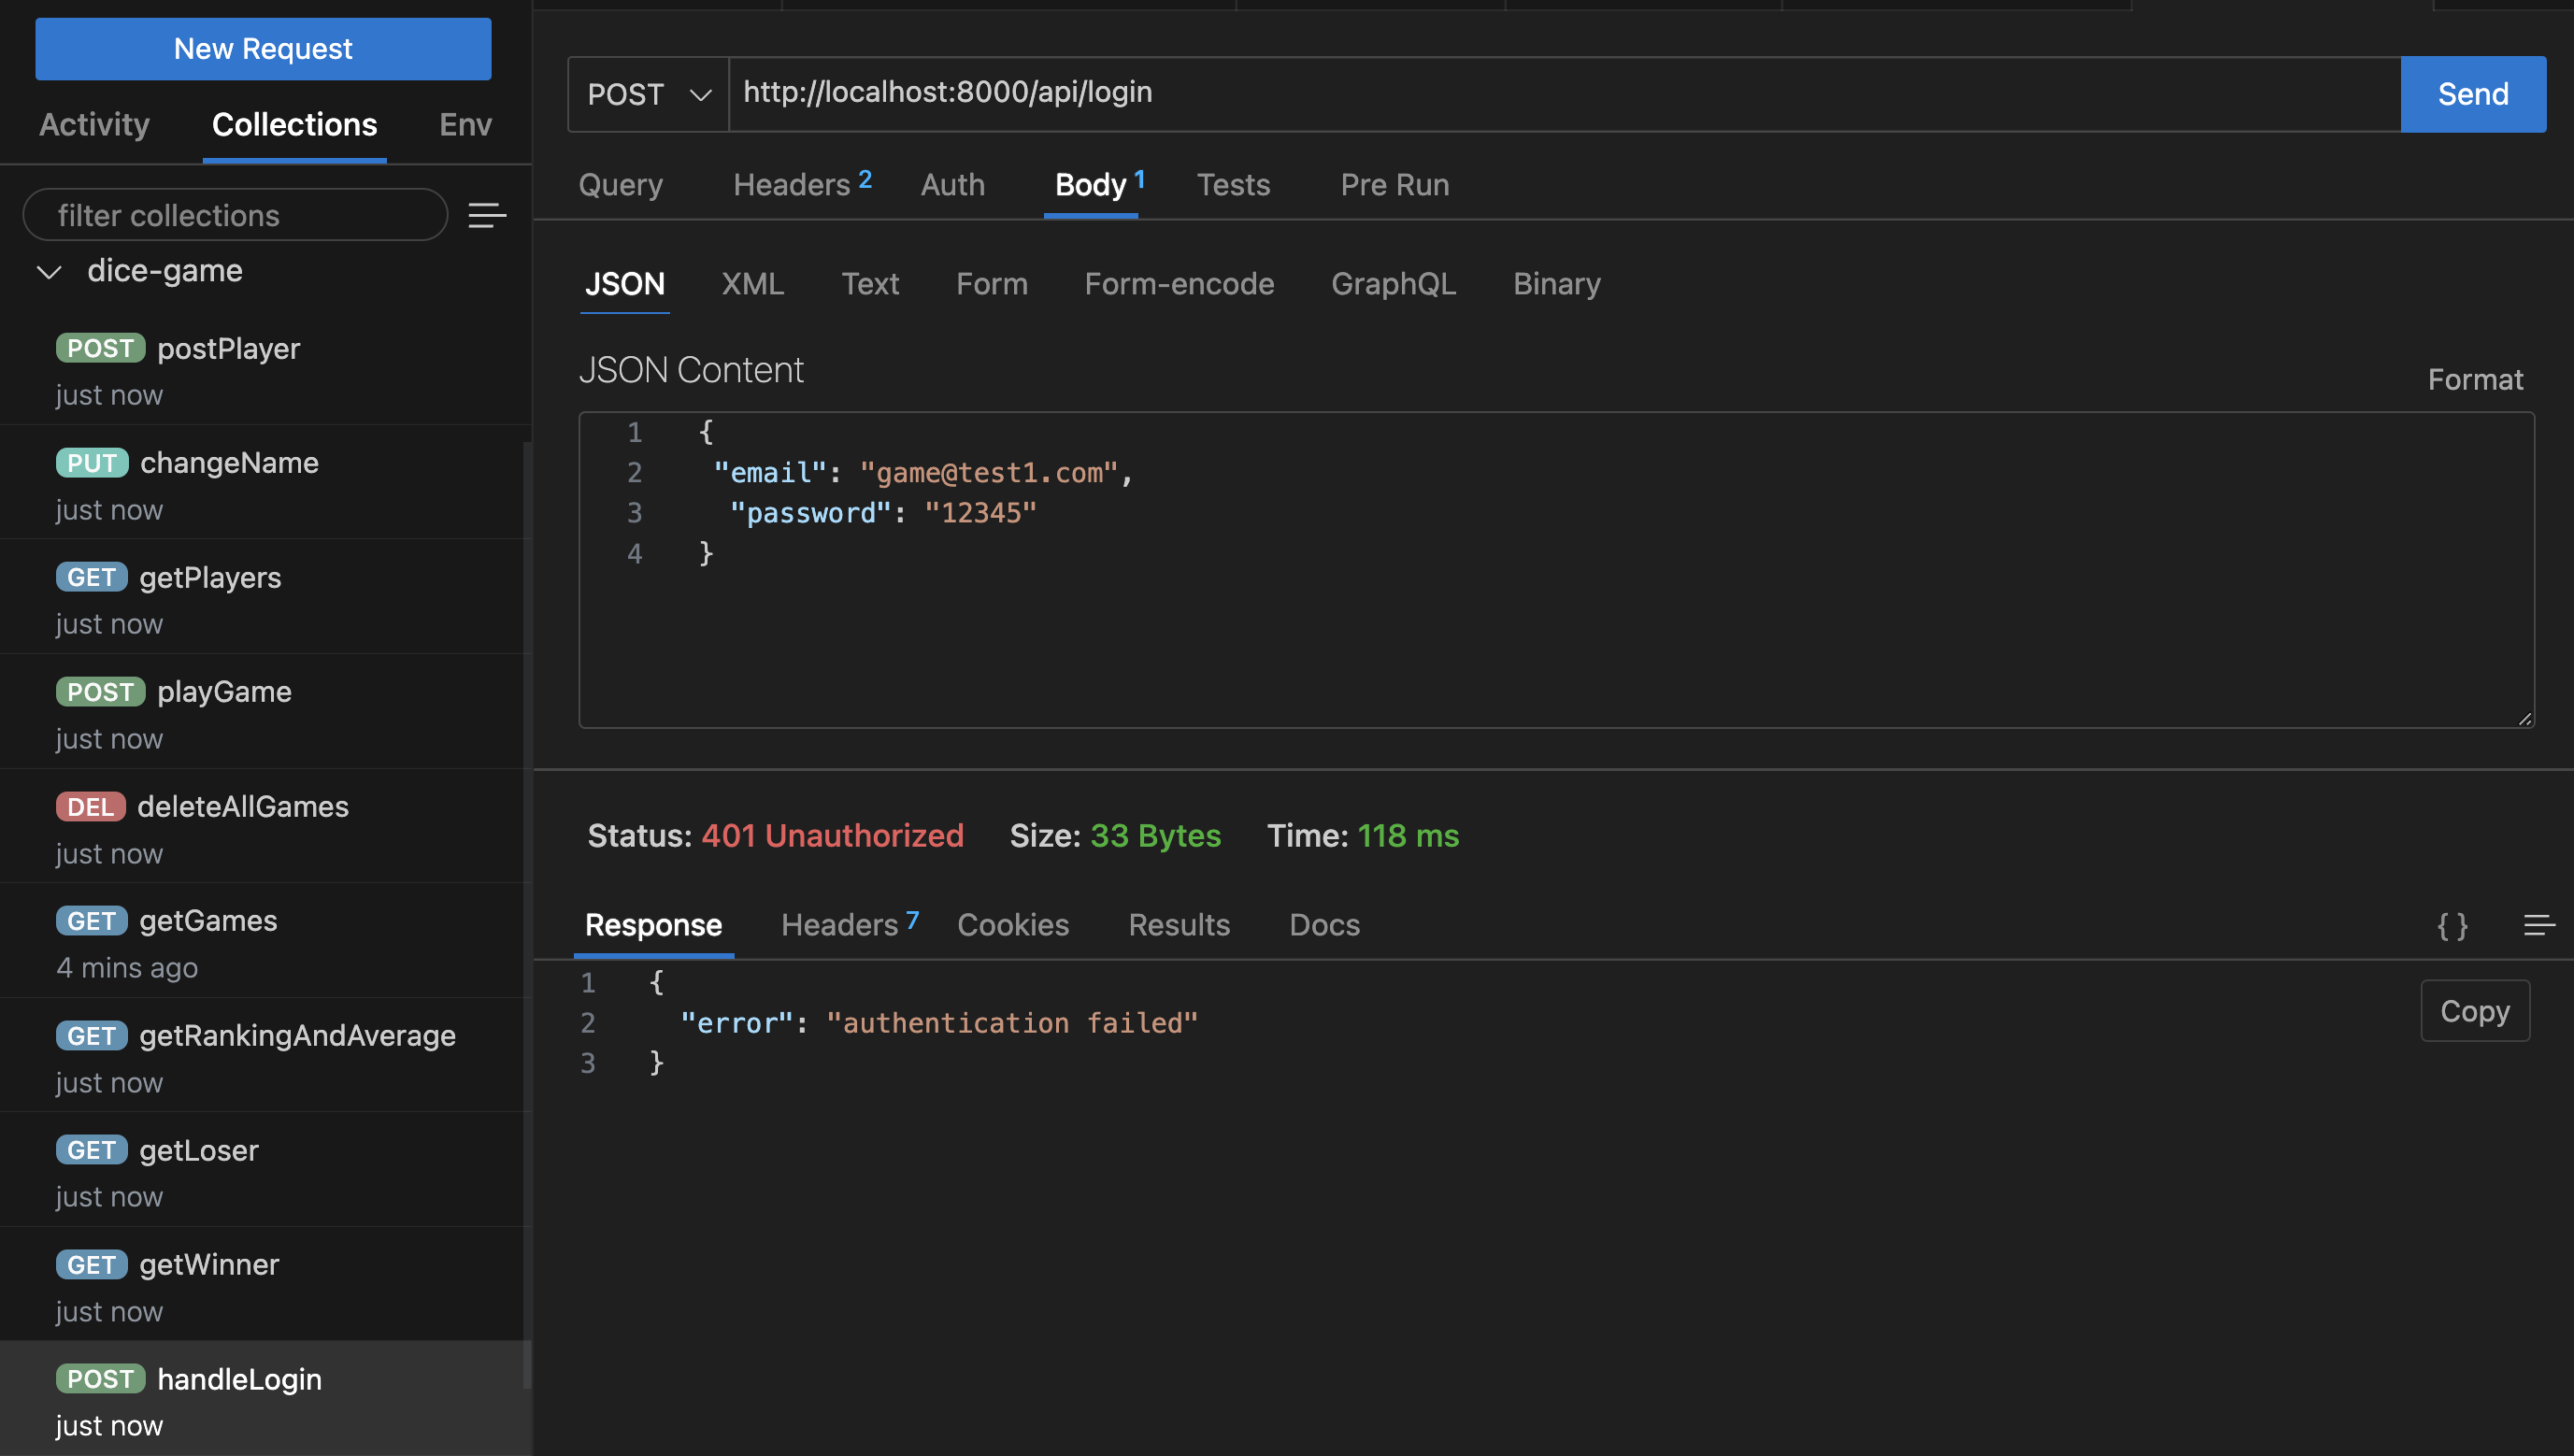 New Request
Activity Collections Env
filter collections
dice-game
POST postPlayer
just now
PUT changeName
just now
GET getPlayers
just now
POST playGame
just now
DEL deleteAllGames
just now
GET getGames
4 mins ago
GET getRankingAndAverage
just now
GET getLoser
just now
GET getWinner
just now
POST handleLogin
just now
POST http://localhost:8000/api/login Send
Query Headers 2 Auth Body 1 Tests Pre Run
JSON XML Text Form Form-encode GraphQL Binary
JSON Content
Format
1 {
2 "email": "game@test1.com",
3 "password": "12345"
4 }
Status: 401 Unauthorized Size: 33 Bytes Time: 118 ms
Response Headers 7 Cookies Results Docs { }
1 {
2 "error": "authentication failed"
3 }
Copy